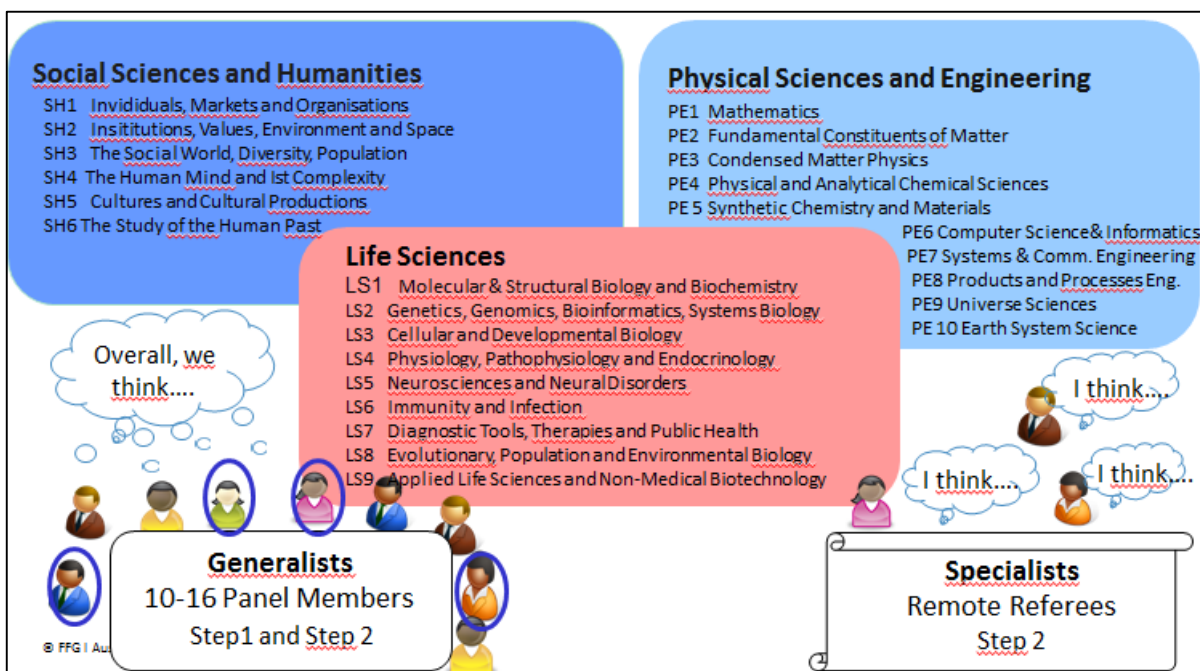 Social Sciences and Humanities
SH1 Invididuals, Markets and Organisations
SH2 Insititutions, Values, Environment and Space
SH3 The Social World, Diversity, Population
SH4 The Human Mind and Ist Complexity
SH5 Cultures and Cultural Productions
SH6 The Study of the Human Past
Physical Sciences and Engineering
PE1 Mathematics
PE2 Fundamental Constituents of Matter
PE3 Condensed Matter Physics
PE4 Physical and Analytical Chemical Sciences
PE 5 Synthetic Chemistry and Materials
PE6 Computer Science& Informatics
PE7 Systems & Comm. Engineering
PE8 Products and Processes Eng.
PE9 Universe Sciences
PE 10 Earth System Science
Life Sciences
LS1 Molecular & Structural Biology and Biochemistry
LS2 Genetics, Genomics, Bioinformatics, Systems Biology
LS3 Cellular and Developmental Biology
LS4 Physiology, Pathophysiology and Endocrinology
LS5 Neurosciences and Neural Disorders
LS6 Immunity and Infection
LS7 Diagnostic Tools, Therapies and Public Health
LS8 Evolutionary, Population and Environmental Biology
LS9 Applied Life Sciences and Non-Medical Biotechnology
Overall, we
think....
I think....
I think....
I think....
Generalists
10-16 Panel Members
Step1 and Step 2
Specialists
Remote Referees
Step 2
© FFG I